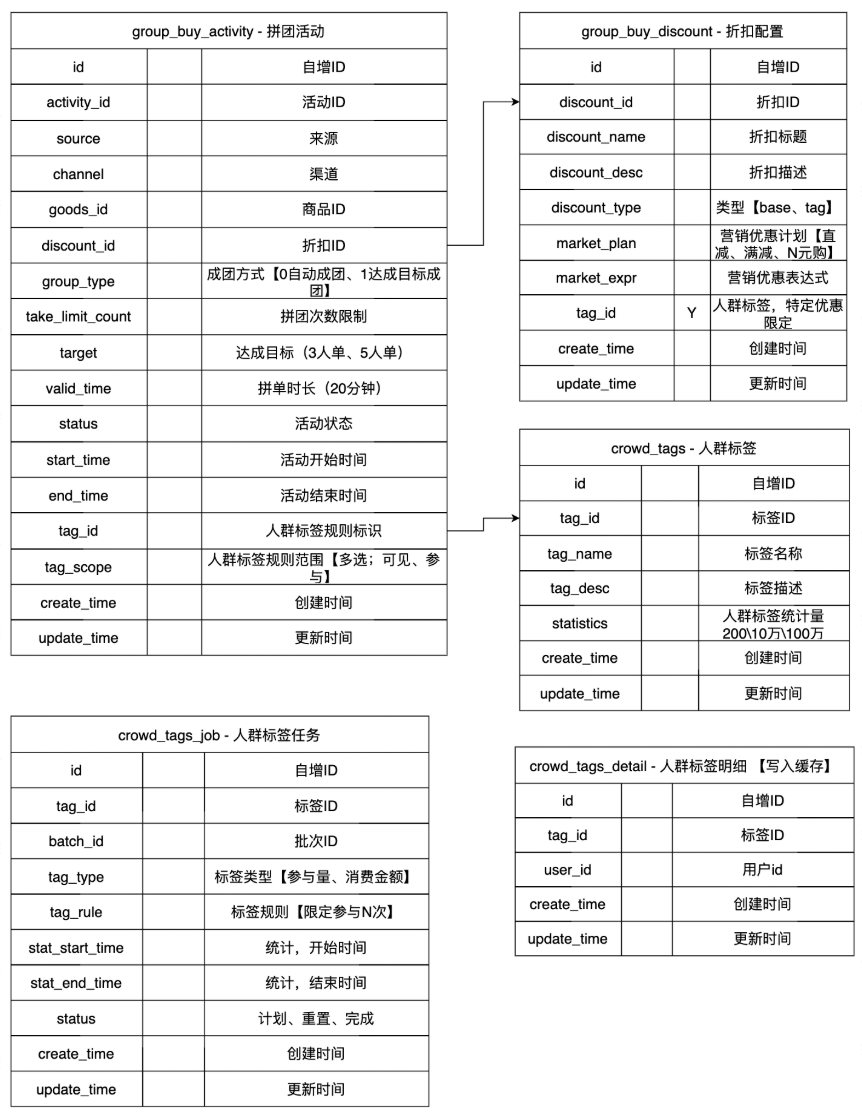 group_buy_activity - 拼团活动
id 自增ID
activity_id 活动ID
source 来源
channel 渠道
goods_id 商品ID
discount_id 折扣ID
group_type 成团方式【0自动成团、1达成目标成
团】
take_limit_count 拼团次数限制
target 达成目标（3人单、5人单）
valid_time 拼单时长（20分钟）
status 活动状态
start_time 活动开始时间
end_time 活动结束时间
tag_id 人群标签规则标识
tag_scope 人群标签规则范围【多选；可见、参
与】
create_time 创建时间
update_time 更新时间
group_buy_discount - 折扣配置
id 自增ID
discount_id 折扣ID
discount_name 折扣标题
discount_desc 折扣描述
discount_type 类型【base、tag】
market_plan 营销优惠计划【直
减、满减、N元购】
market_expr 营销优惠表达式
tag_id Y 人群标签，特定优惠
限定
create_time 创建时间
update_time 更新时间
crowd_tags - 人群标签
id 自增ID
tag_id 标签ID
tag_name 标签名称
tag_desc 标签描述
statistics 人群标签统计量
200\10万\100万
create_time 创建时间
update_time 更新时间
crowd_tags_job - 人群标签任务
id 自增ID
tag_id 标签ID
batch_id 批次ID
tag_type 标签类型【参与量、消费金额】
tag_rule 标签规则【限定参与N次】
stat_start_time 统计，开始时间
stat_end_time 统计，结束时间
status 计划、重置、完成
create_time 创建时间
update_time 更新时间
crowd_tags_detail - 人群标签明细 【写入缓存】
id 自增ID
tag_id 标签ID
user_id 用户id
create_time 创建时间
update_time 更新时间